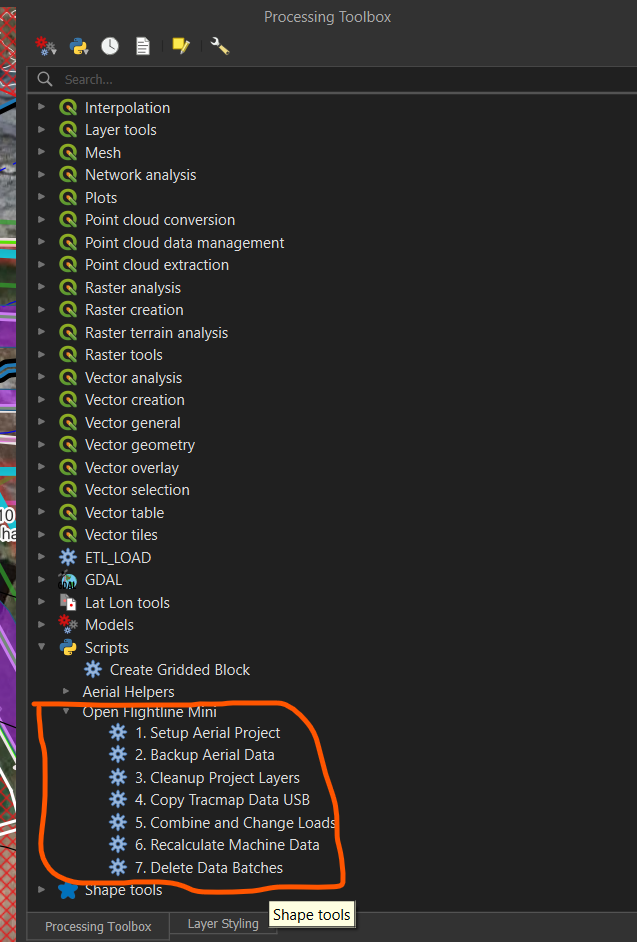 Processing Toolbox
Search...
Interpolation
Layer tools
Mesh
Network analysis
Plots
Point cloud conversion
Point cloud data management
Point cloud extraction
Raster analysis
Raster creation
Raster terrain analysis
Raster tools
Vector analysis
Vector creation
Vector general
Vector geometry
Vector overlay
Vector selection
10
ha
Vector table
Vector tiles
ETL_LOAD
GDAL
Lat Lon tools
Models
Scripts
Create Gridded Block
Aerial Helpers
Open Flightline Mini
1. Setup Aerial Project
2. Backup Aerial Data
3. Cleanup Project Layers
4. Copy Tracmap Data USB
5. Combine and Change Loads
6. Recalculate Machine Data
7. Delete Data Batches
Shape tools
Shape tools
Processing Toolbox
Layer Styling